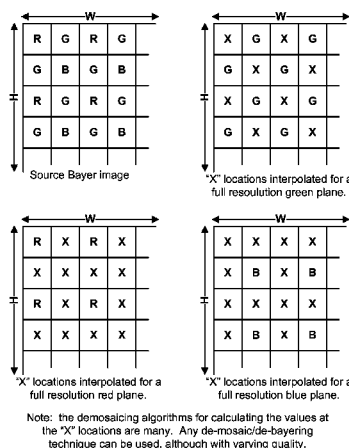 W
W
H
R G R G
G B G B
R G R G
G B G B
H
X G X G
G X G X
X G X G
G X G X
Source Bayer image
"X" locations interpolated for a
full resoulution green plane.
W
W
H
R X R X
X X X X
R X R X
X X X X
H
X X X X
X B X B
X X X X
X B X B
"X" locations interpolated for a
full resolution red plane.
"X" locations interpolated for a
full resolution blue plane.
Note: the demosaicing algorithms for calculating the values at
the "X" locations are many. Any de-mosaic/de-bayering
technique can be used, although with varying quality.